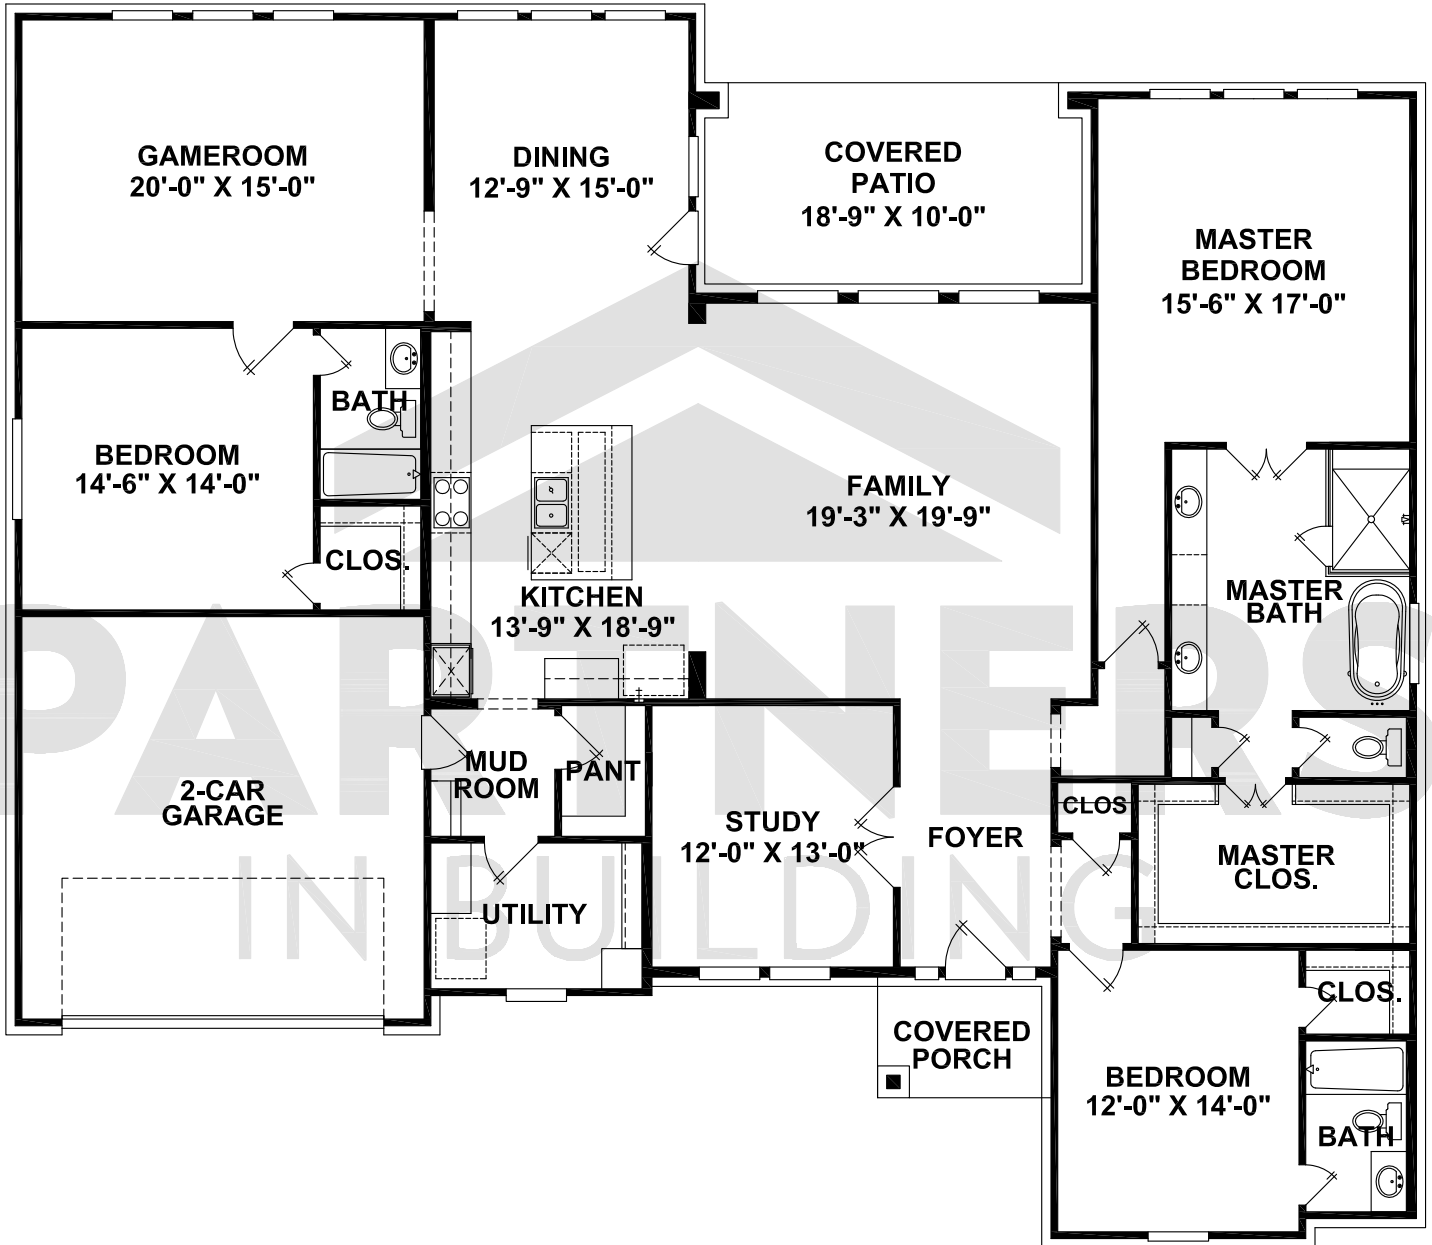 GAMEROOM
20'-0" X 15'-0"
DINING
12'-9" X 15'-0"
COVERED
PATIO
18'-9" X 10'-0"
MASTER
BEDROOM
15'-6" X 17'-0"
BATH
BEDROOM
14'-6" X 14'-0"
CLOS.
FAMILY
19'-3" X 19'-9"
KITCHEN
13'-9" X 18'-9"
MASTER
BATH
PARTNERS
IN BUILDING
2-CAR
GARAGE
MUD
ROOM
PANT
STUDY
12'-0" X 13'-0"
FOYER
CLOS
MASTER
CLOS.
UTILITY
COVERED
PORCH
CLOS.
BEDROOM
12'-0" X 14'-0"
BATH